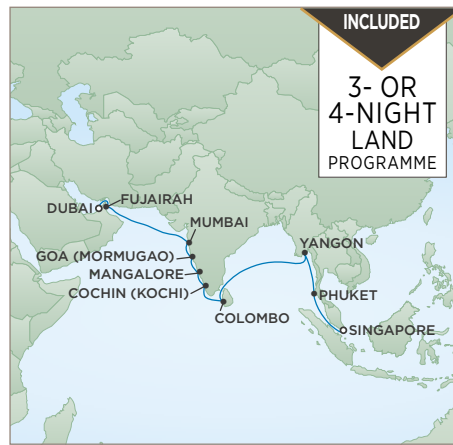 INCLUDED
3- OR
4-NIGHT
LAND
PROGRAMME
DUBAI
FUJAIRAH
MUMBAI
GOA (MORMUGAO)
MANGALORE
COCHIN (KOCHI)
COLOMBO
YANGON
PHUKET
SINGAPORE